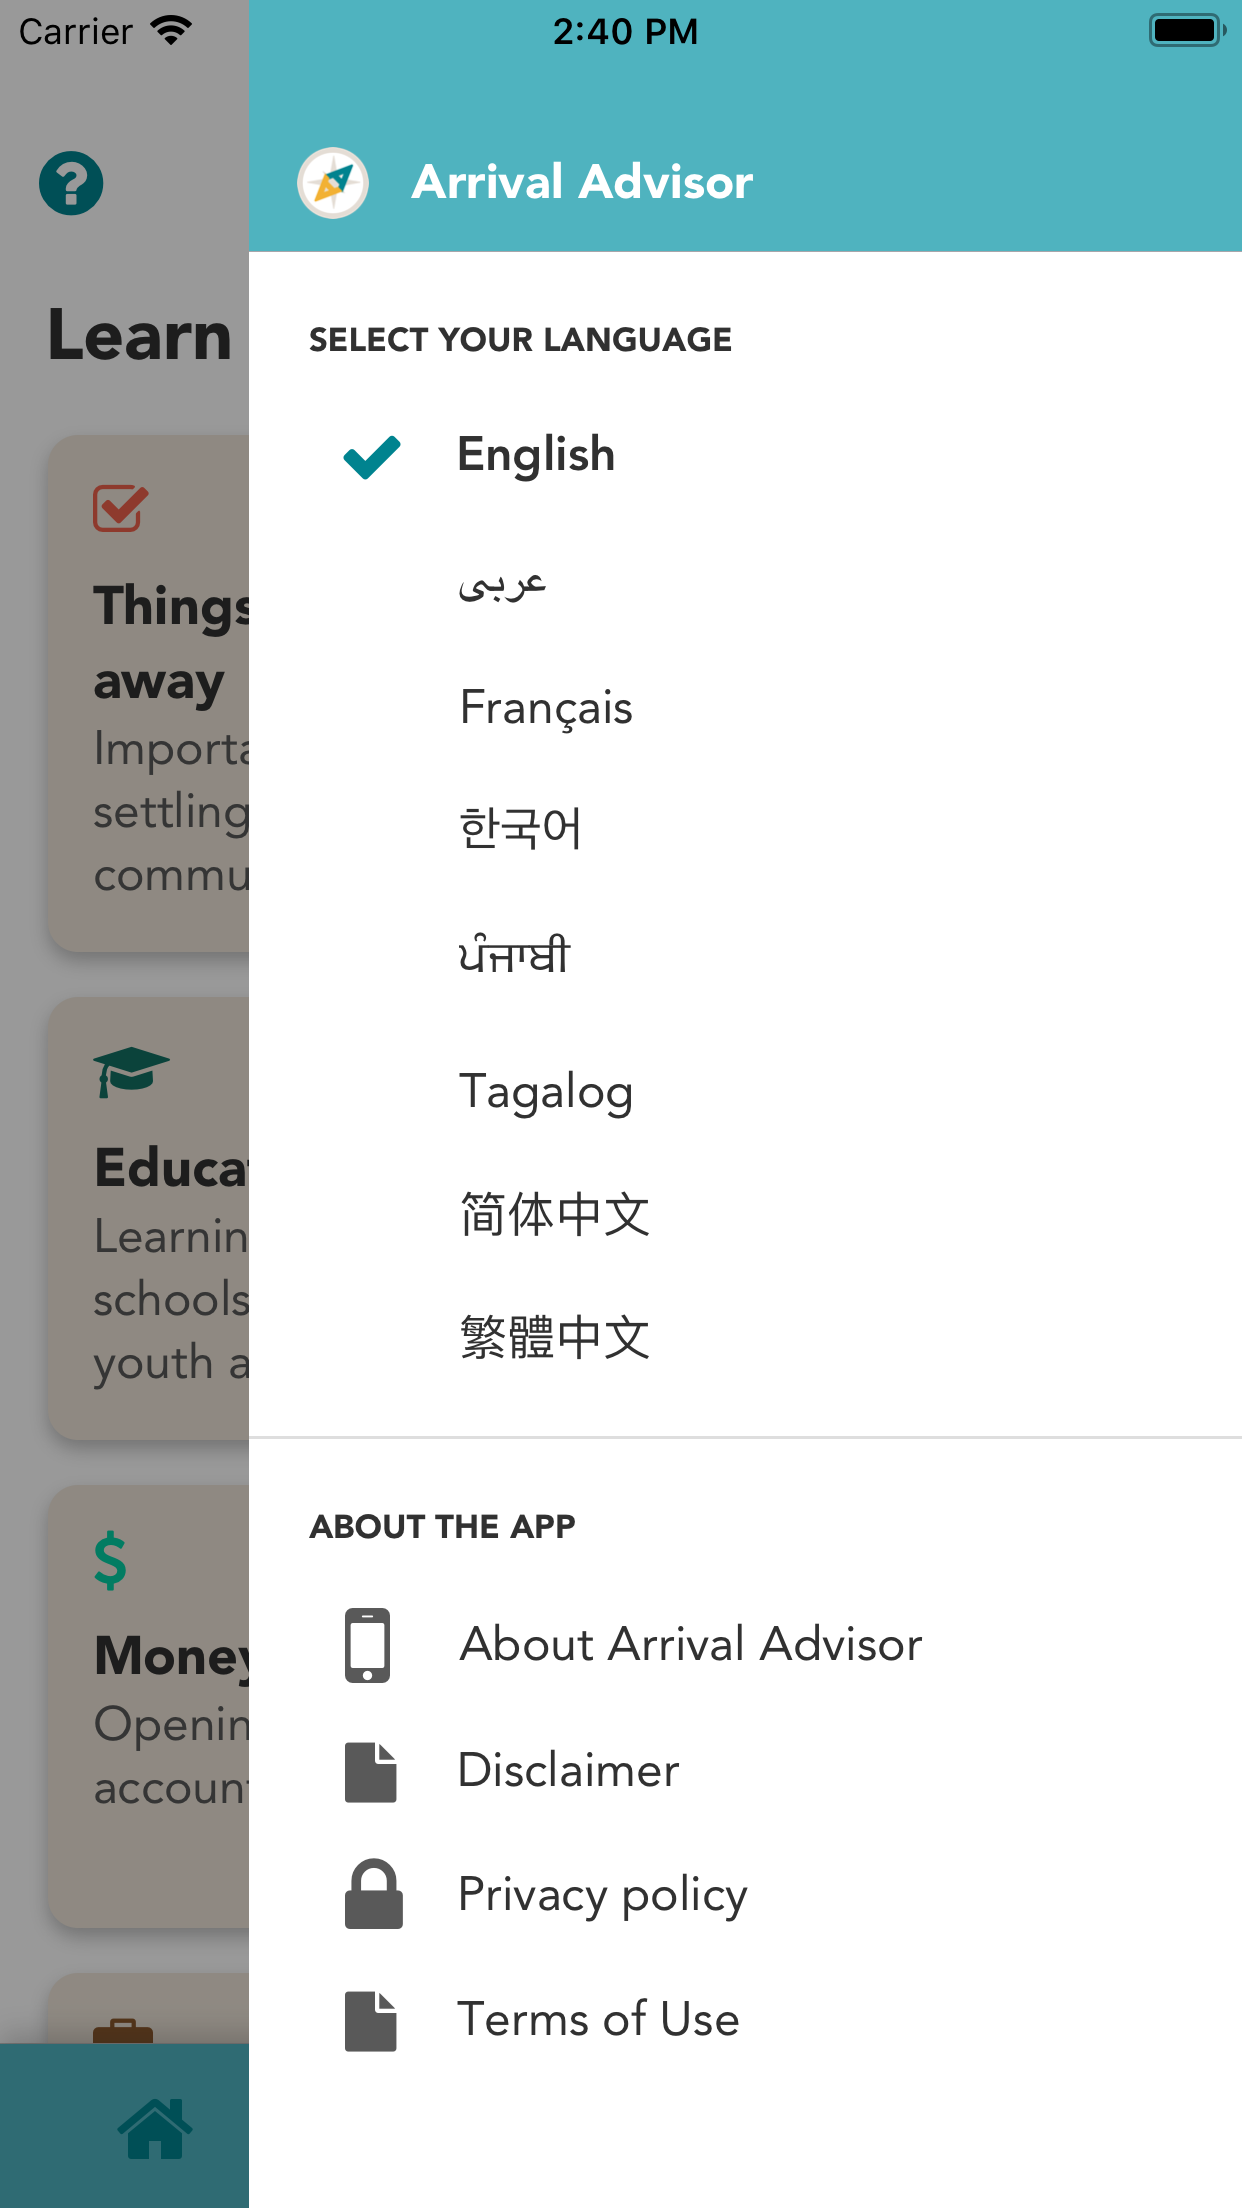 Carrier
2:40 PM
Arrival Advisor
Learn
Things
away
Importa
settling
commu
Educat
Learnin
schools
youth a
$
Money
Openin
account
SELECT YOUR LANGUAGE
English
عربى
Français
한국어
ਪੰਜਾਬੀ
Tagalog
简体中文
繁體中文
ABOUT THE APP
About Arrival Advisor
Disclaimer
Privacy policy
Terms of Use